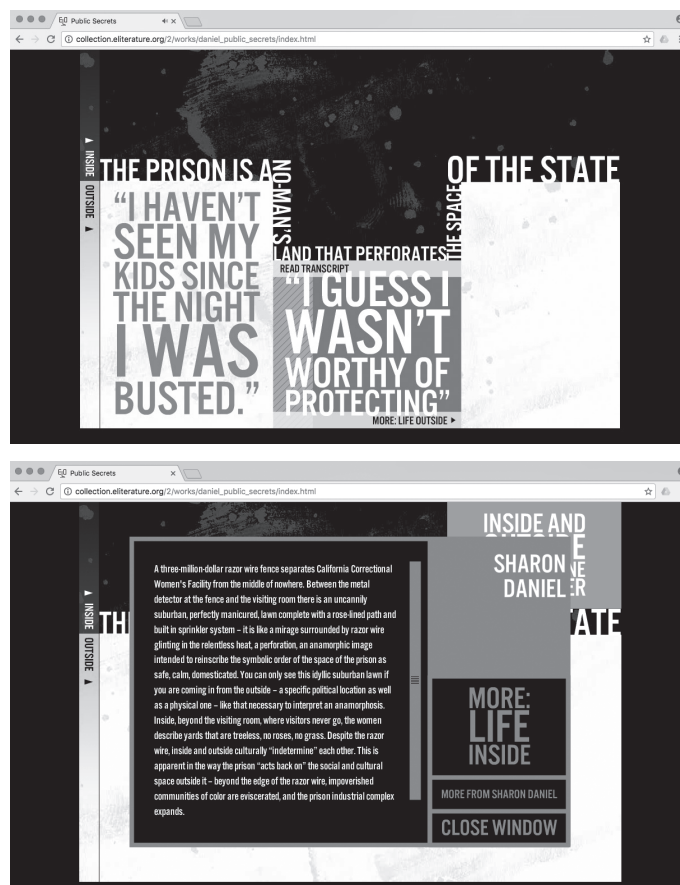 Public Secrets
collection.eliterature.org/2/works/daniel_public_secrets/index.html
INSIDE
OUTSIDE
THE PRISON IS A
NO-MAN'S
LAND THAT PERFORATES
THE SPACE
OF THE STATE
“I HAVEN'T
SEEN MY
KIDS SINCE
THE NIGHT
I WAS
BUSTED.”
READ TRANSCRIPT
“I GUESS I
WASN'T
WORTHY OF
PROTECTING”
MORE: LIFE OUTSIDE
Public Secrets
collection.eliterature.org/2/works/daniel_public_secrets/index.html
INSIDE
OUTSIDE
TH
INSIDE AND
OUTSIDE
ATE
A three-million-dollar razor wire fence separates California Correctional
Women's Facility from the middle of nowhere. Between the metal
detector at the fence and the visiting room there is an uncannily
suburban, perfectly manicured, lawn complete with a rose-lined path and
built in sprinkler system – it is like a mirage surrounded by razor wire
glinting in the relentless heat, a perforation, an anamorphic image
intended to reinscribe the symbolic order of the space of the prison as
safe, calm, domesticated. You can only see this idyllic suburban lawn if
you are coming in from the outside – a specific political location as well
as a physical one – like that necessary to interpret an anamorphosis.
Inside, beyond the visiting room, where visitors never go, the women
describe yards that are treeless, no roses, no grass. Despite the razor
wire, inside and outside culturally “indetermine” each other. This is
apparent in the way the prison “acts back on” the social and cultural
space outside it – beyond the edge of the razor wire, impoverished
communities of color are eviscerated, and the prison industrial complex
expands.
SHARON
DANIEL
MORE:
LIFE
INSIDE
MORE FROM SHARON DANIEL
CLOSE WINDOW